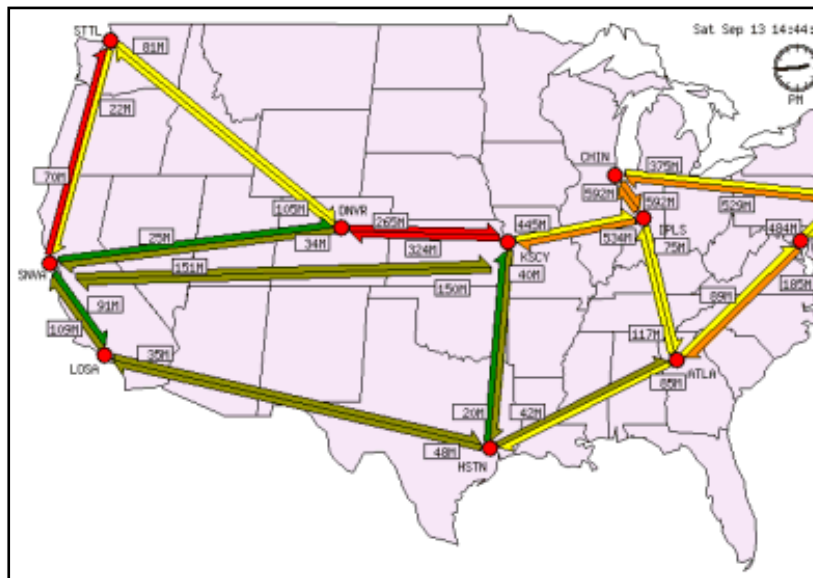 STTL
Sat Sep 13 14:44:
81M
PM
22M
CHIN
375M
70M
592M
105M
DNVR
592M
529M
265M
445M
IPLS
25M
34M
324M
534M
75M
484M
KSCY
SNVA
151M
40M
150M
89M
185M
91M
109M
117M
35M
LOSA
ATLA
85M
20M
42M
48M
HSTN